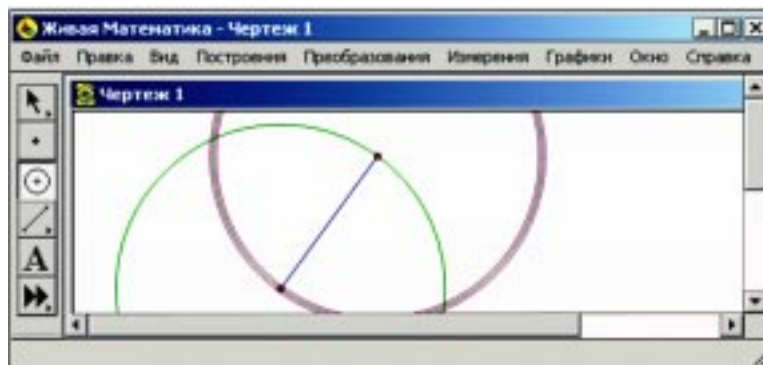 Живая Математика - Чертеж 1
Файл Правка Вид Построения Преобразования Измерения Графики Окно Справка
Чертеж 1
A